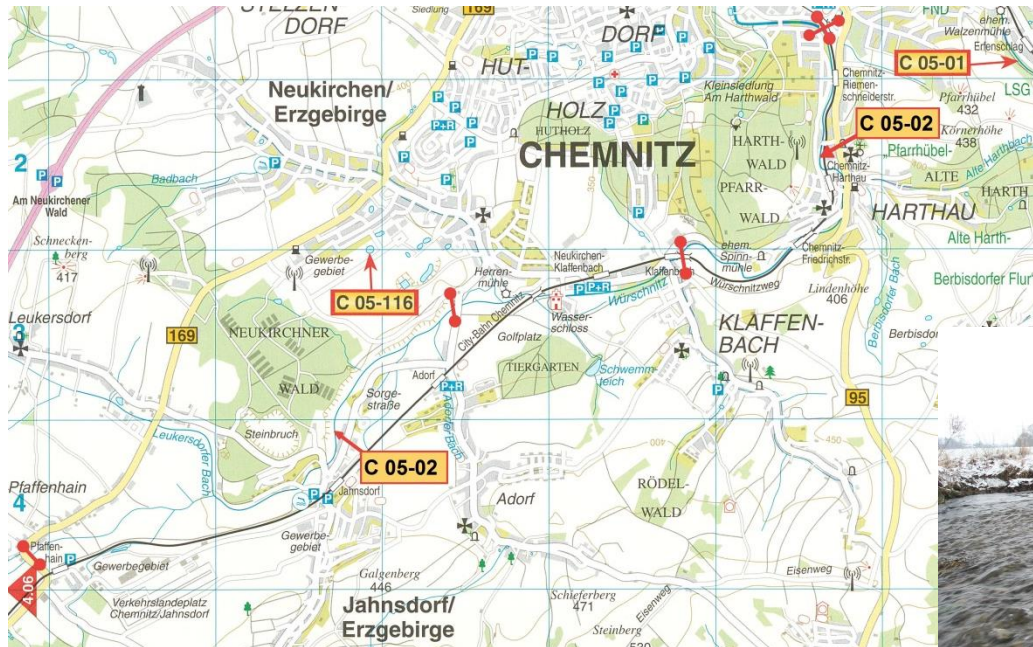 STELZEN
DORF
Siedlung
169
DORF
HUT-
HOLZ
HUTHOLZ
FND
ehem.
Walzenmühle
Erfenschlag
C 05-01
LSG
Chemnitz-
Riemen-
schneiderstr.
Kleinsiedlung
Am Harthwald
Pfarrhübel
432
Neukirchen/
Erzgebirge
P+R
C 05-02
Körnerhöhe
438
CHEMNITZ
HARTH-
WALD
PFARR-
WALD
Chemnitz-
Harthau
"Pfarrhübel-
ALTE
HARTH
Alte Harthbach
2
Badbach
Am Neukirchener
Wald
HARTHAU
Schnecken-
berg
417
Gewerbe-
gebiet
Neukirchen-
Klaffenbach
Klaffenbach
ehem.
Spinn-
mühle
Chemnitz-
Friedrichstr.
Alte Harth-
Herren-
mühle
Würschnitz
Würschnitzweg
Lindenhöhe
406
Berbisdorfer Bach
Berbisdorfer Flur"
C 05-116
Wasser-
schloss
Leukersdorf
3
169
NEUKIRCHNER
WALD
City-Bahn Chemnitz
Golfplatz
KLAFFEN-
BACH
Berbisdo
TIERGARTEN
Schwemm-
teich
Adorf
P+R
Sorge-
straße
Adorfer Bach
95
Steinbruch
Leukersdorfer
Bach
400
C 05-02
Pfaffenhain
4
Jahnsdorf
Adorf
RÖDEL-
WALD
Gewerbe-
gebiet
Pfaffen-
hain
Gewerbegebiet
4.06
Galgenberg
446
Eisenweg
Verkehrslandeplatz
Chemnitz/Jahnsdorf
Schieferberg
471
Eisenweg
Jahnsdorf/
Erzgebirge
Steinberg